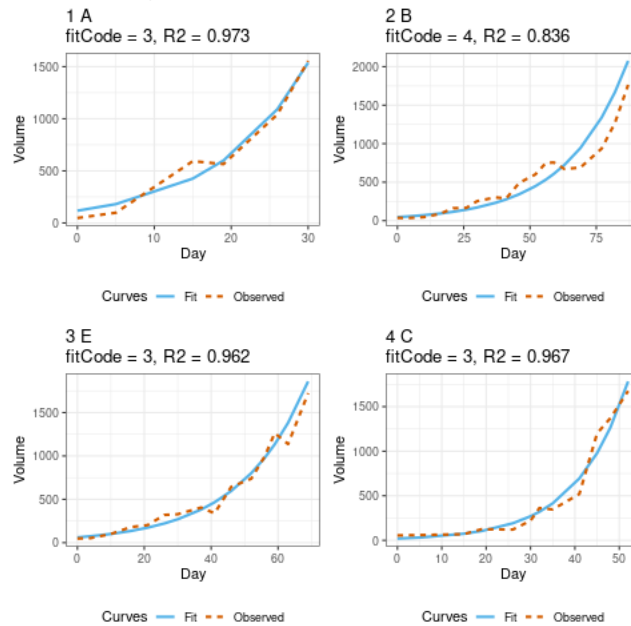 1 A
fitCode = 3, R2 = 0.973
1500
1000
500
0
Volume
0 10 20 30
Day
Curves Fit Observed
2 B
fitCode = 4, R2 = 0.836
2000
1500
1000
500
0
Volume
0 25 50 75
Day
Curves Fit Observed
3 E
fitCode = 3, R2 = 0.962
1500
1000
500
0
Volume
0 20 40 60
Day
Curves Fit Observed
4 C
fitCode = 3, R2 = 0.967
1500
1000
500
0
Volume
0 10 20 30 40 50
Day
Curves Fit Observed